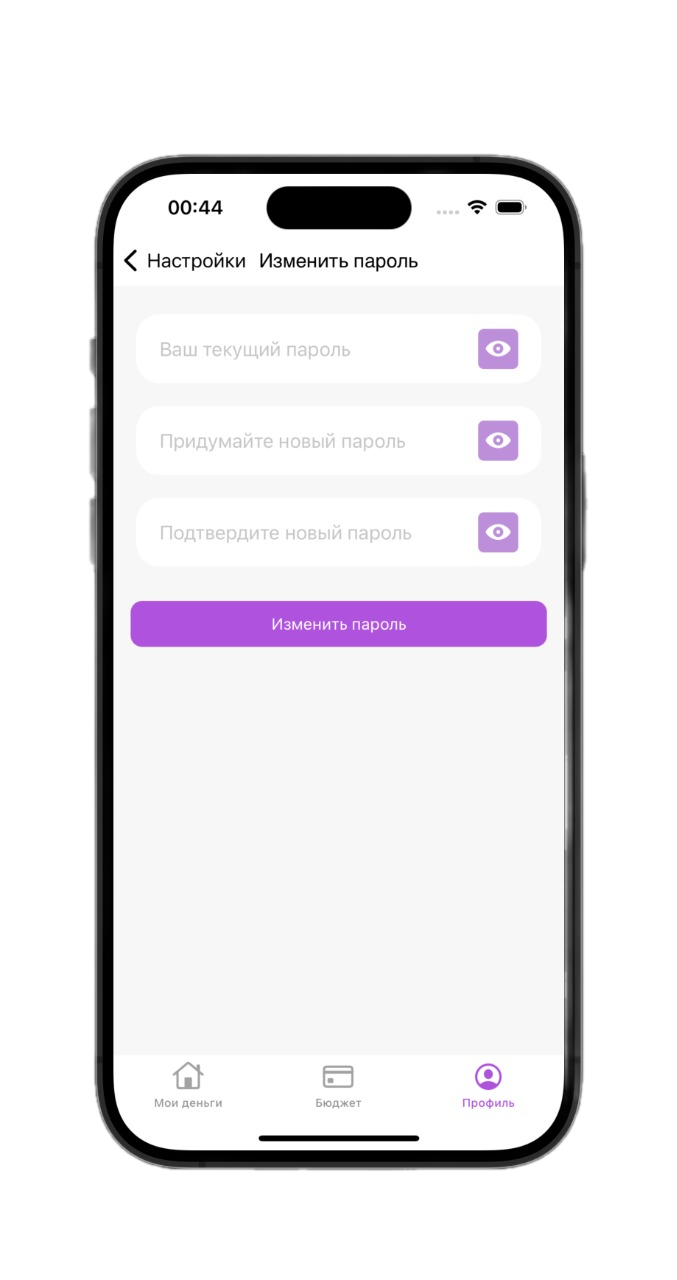 00:44
Настройки Изменить пароль
Ваш текущий пароль
Придумайте новый пароль
Подтвердите новый пароль
Изменить пароль
Мои деньги Бюджет Профиль